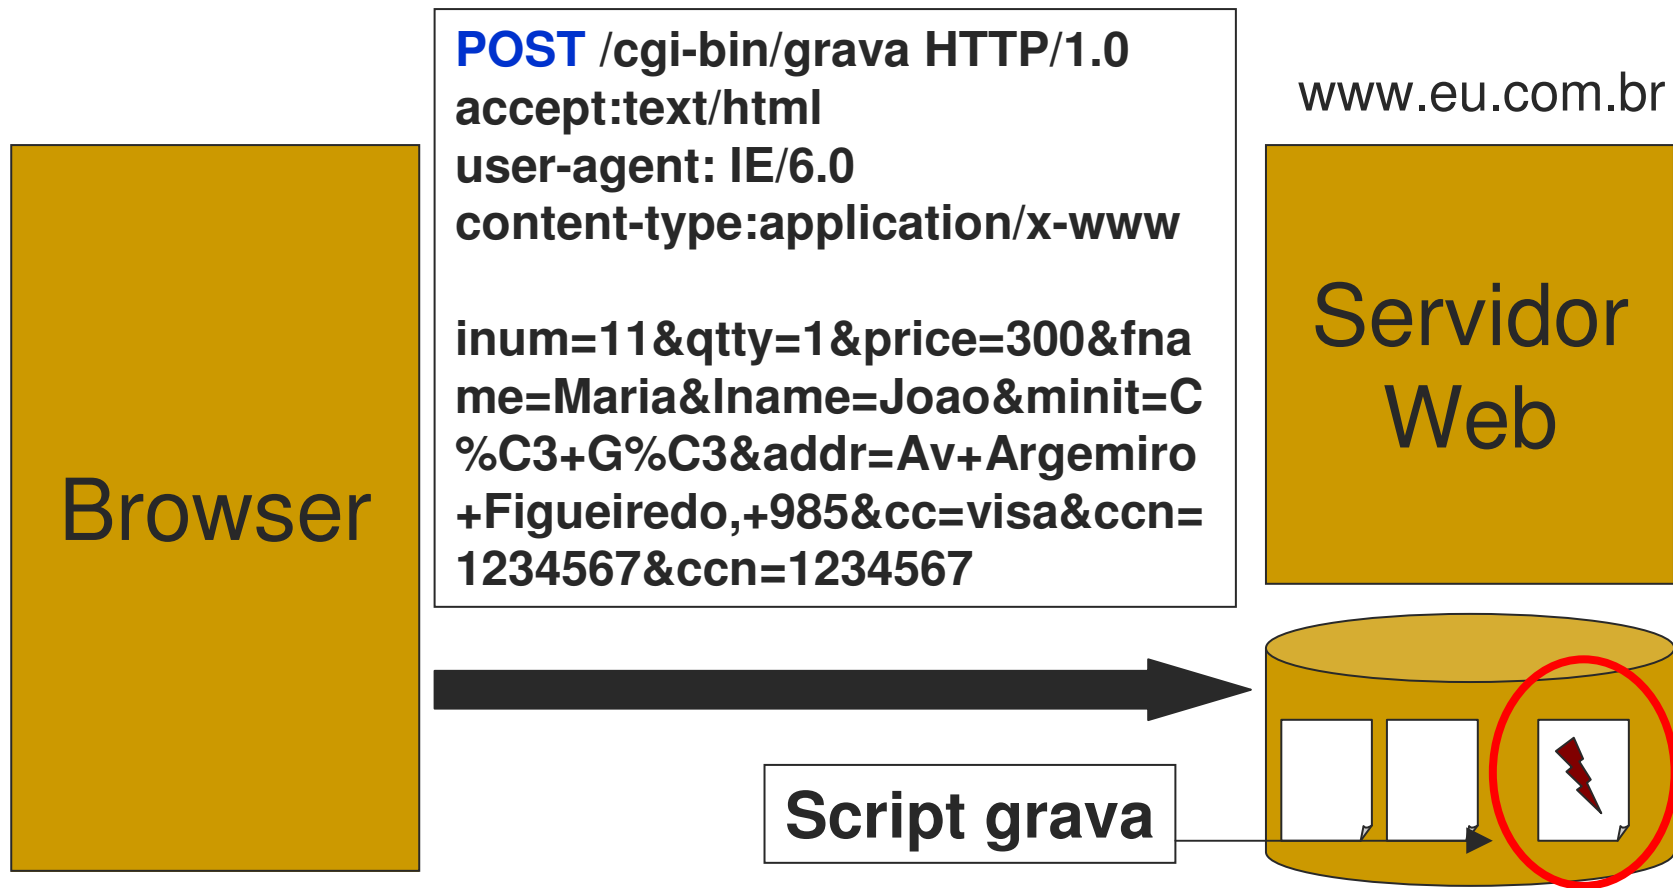 POST /cgi-bin/grava HTTP/1.0
accept:text/html
user-agent: IE/6.0
content-type:application/x-www
inum=11&qtty=1&price=300&fna
me=Maria&lname=Joao&minit=C
%C3+G%C3&addr=Av+Argemiro
+Figueiredo,+985&cc=visa&ccn=
1234567&ccn=1234567
www.eu.com.br
Browser
Servidor
Web
Script grava